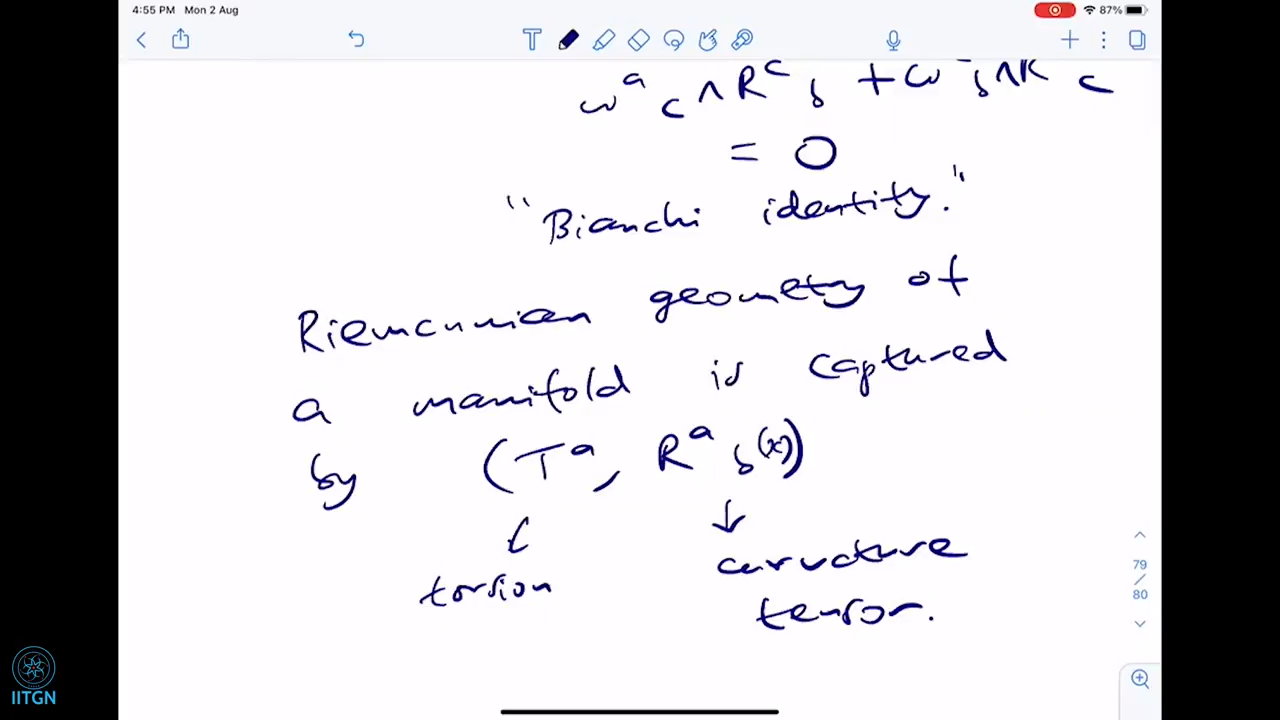 4:55 PM Mon 2 Aug
87%
ω^a_c ∧ R^c_b + ω^c_b ∧ R_c
= 0
"Bianchi identity."
Riemannian geometry of
a manifold is captured
by (T^a, R^a_b(x))
↓ ↓
torsion curvature
tensor.
79
/
80
IITGN